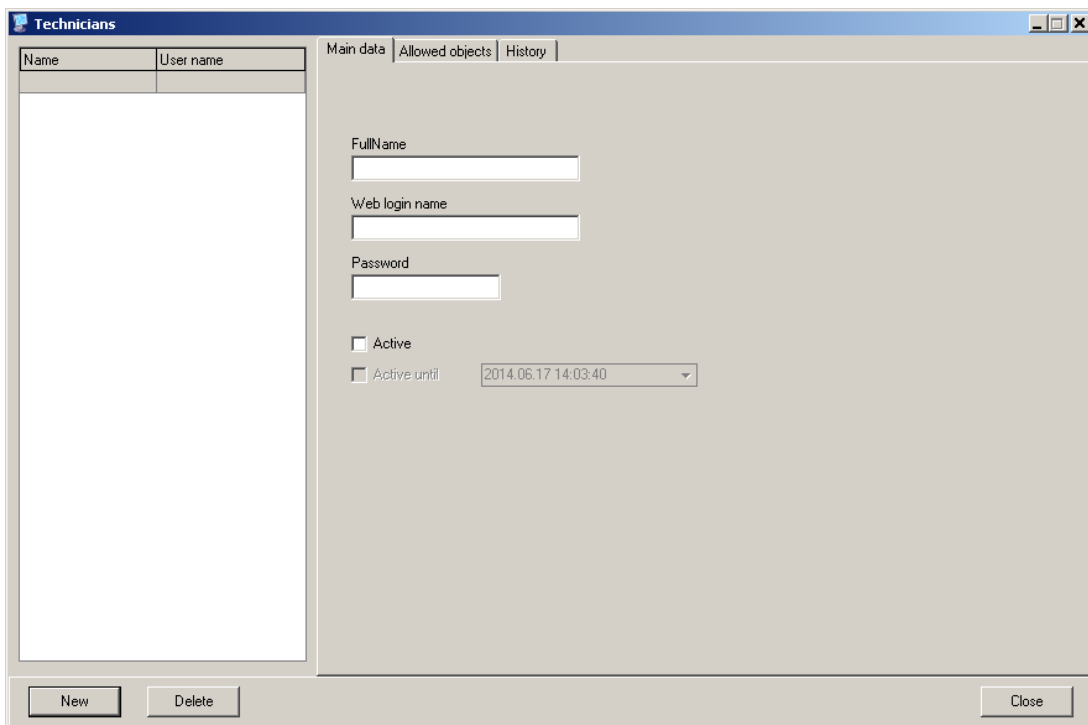 Technicians
Name User name
Main data Allowed objects History
FullName
Web login name
Password
Active
Active until 2014.06.17 14:03:40
New Delete Close